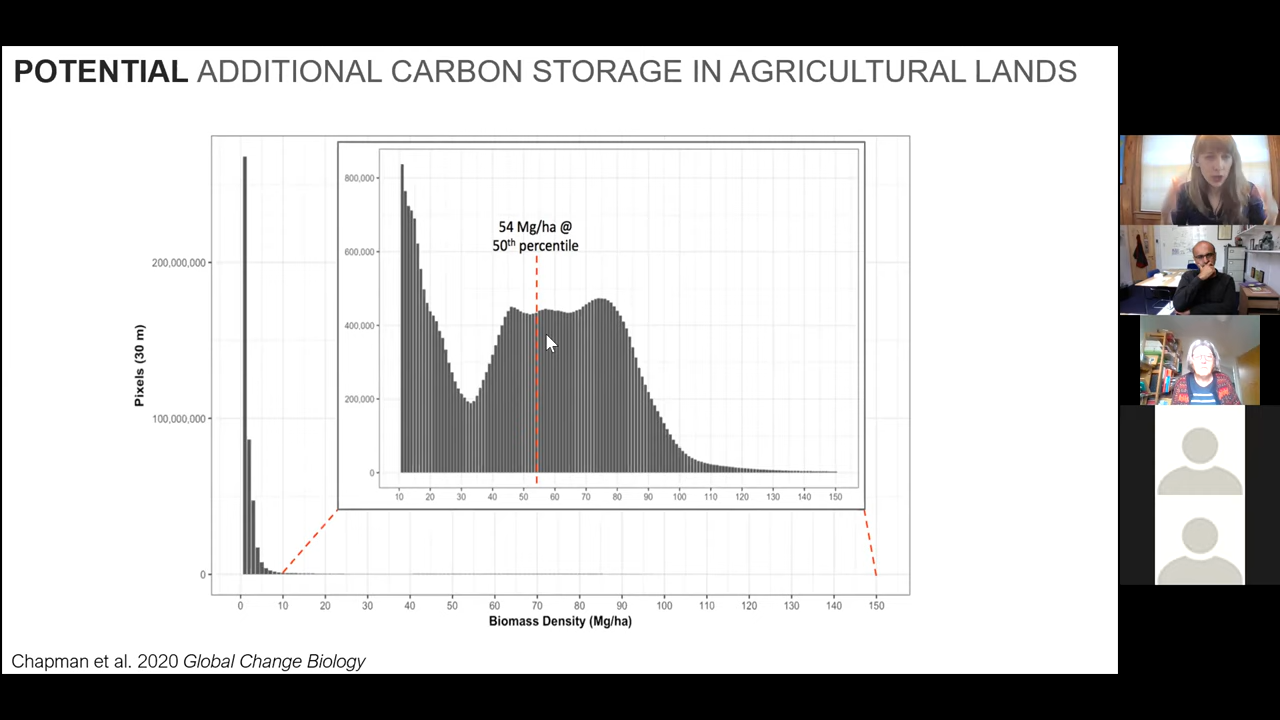 POTENTIAL ADDITIONAL CARBON STORAGE IN AGRICULTURAL LANDS
800,000
600,000
400,000
200,000
0
54 Mg/ha @
50th percentile
10 20 30 40 50 60 70 80 90 100 110 120 130 140 150
200,000,000
100,000,000
0
Pixels (30 m)
0 10 20 30 40 50 60 70 80 90 100 110 120 130 140 150
Biomass Density (Mg/ha)
Chapman et al. 2020 Global Change Biology